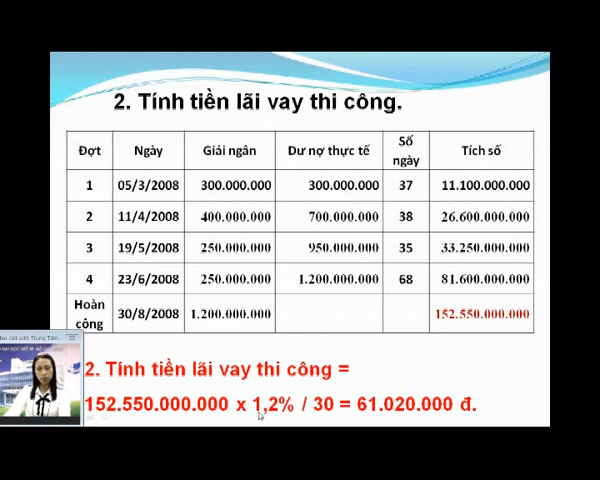 2. Tính tiền lãi vay thi công.
Đợt Ngày Giải ngân Dư nợ thực tế Số ngày Tích số
1 05/3/2008 300.000.000 300.000.000 37 11.100.000.000
2 11/4/2008 400.000.000 700.000.000 38 26.600.000.000
3 19/5/2008 250.000.000 950.000.000 35 33.250.000.000
4 23/6/2008 250.000.000 1.200.000.000 68 81.600.000.000
Hoàn công 30/8/2008 1.200.000.000 152.550.000.000
call with Trung Tâm...
2. Tính tiền lãi vay thi công =
152.550.000.000 x 1,2% / 30 = 61.020.000 đ.